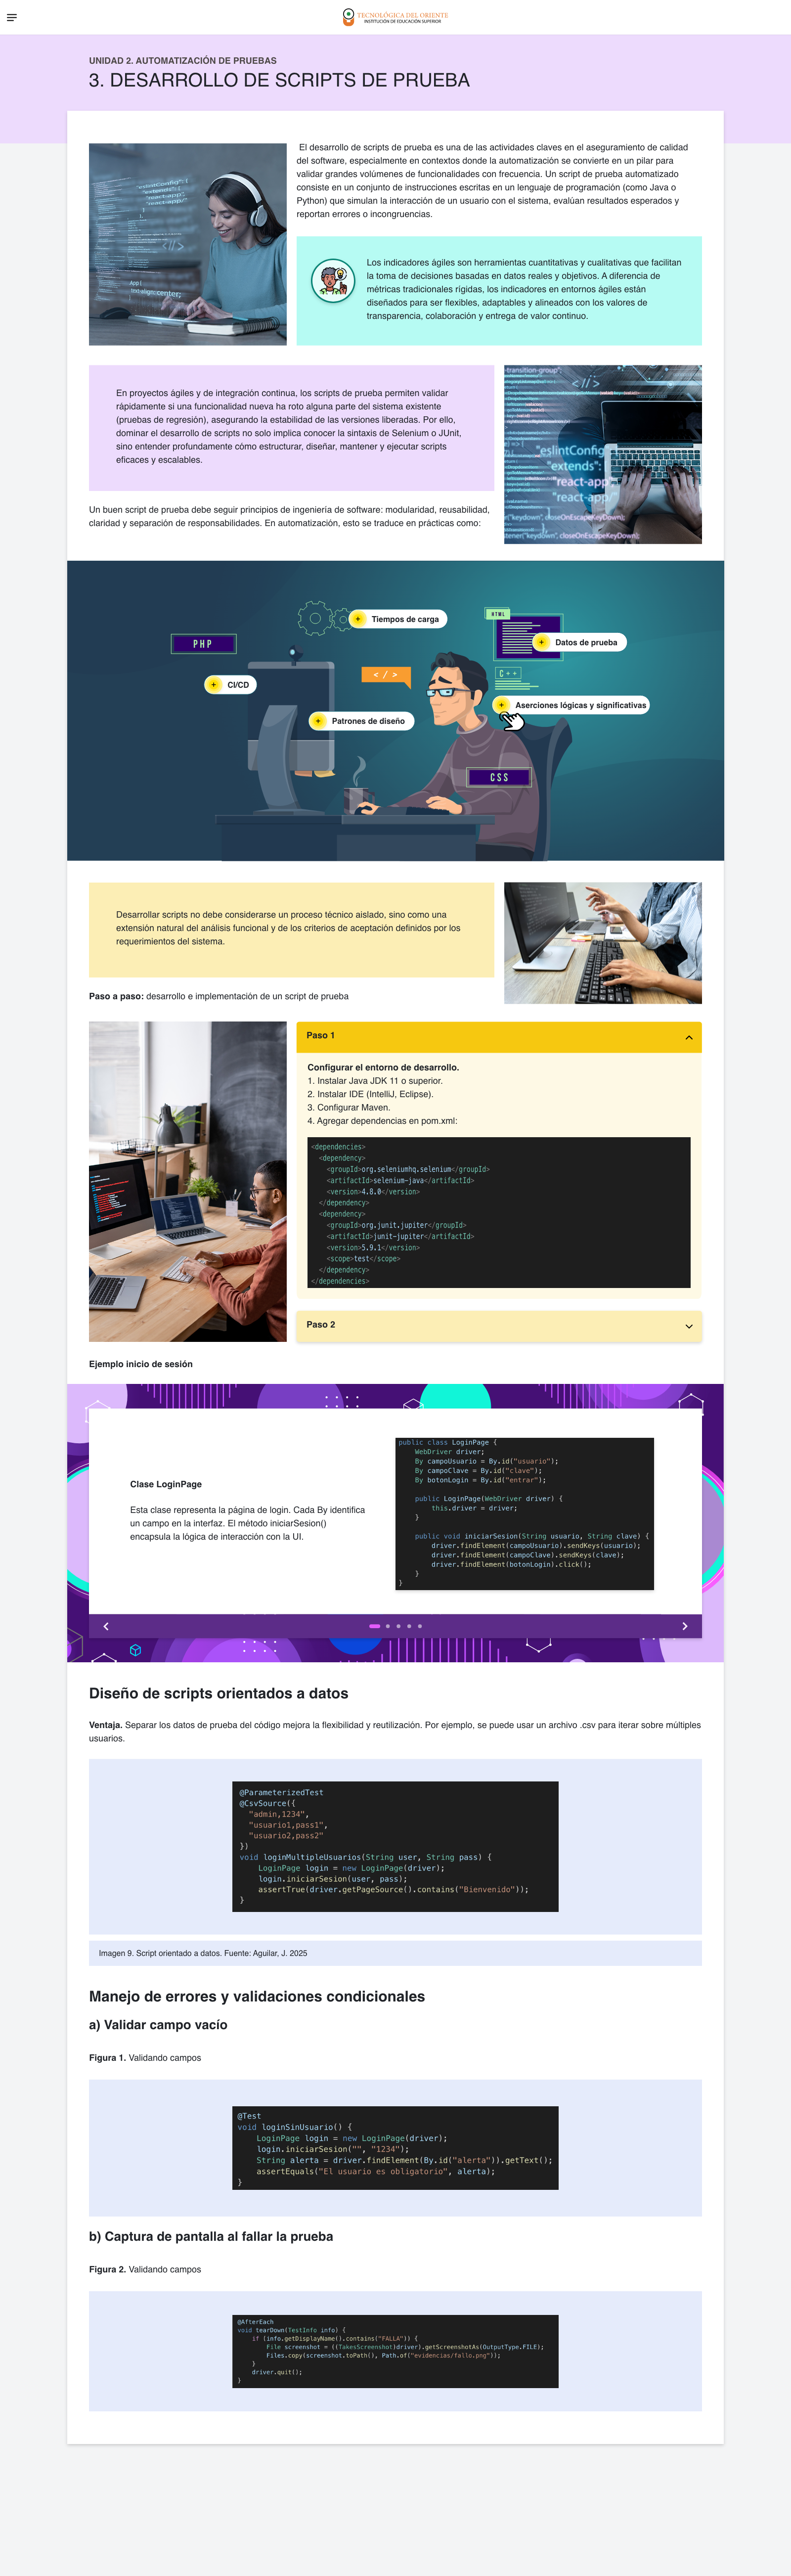 TECNOLÓGICA DEL ORIENTE
INSTITUCIÓN DE EDUCACIÓN SUPERIOR
UNIDAD 2. AUTOMATIZACIÓN DE PRUEBAS
3. DESARROLLO DE SCRIPTS DE PRUEBA
El desarrollo de scripts de prueba es una de las actividades claves en el aseguramiento de calidad
del software, especialmente en contextos donde la automatización se convierte en un pilar para
validar grandes volúmenes de funcionalidades con frecuencia. Un script de prueba automatizado
consiste en un conjunto de instrucciones escritas en un lenguaje de programación (como Java o
Python) que simulan la interacción de un usuario con el sistema, evalúan resultados esperados y
reportan errores o incongruencias.
Los indicadores ágiles son herramientas cuantitativas y cualitativas que facilitan
la toma de decisiones basadas en datos reales y objetivos. A diferencia de
métricas tradicionales rígidas, los indicadores en entornos ágiles están
diseñados para ser flexibles, adaptables y alineados con los valores de
transparencia, colaboración y entrega de valor continuo.
En proyectos ágiles y de integración continua, los scripts de prueba permiten validar
rápidamente si una funcionalidad nueva ha roto alguna parte del sistema existente
(pruebas de regresión), asegurando la estabilidad de las versiones liberadas. Por ello,
dominar el desarrollo de scripts no solo implica conocer la sintaxis de Selenium o JUnit,
sino entender profundamente cómo estructurar, diseñar, mantener y ejecutar scripts
eficaces y escalables.
Un buen script de prueba debe seguir principios de ingeniería de software: modularidad, reusabilidad,
claridad y separación de responsabilidades. En automatización, esto se traduce en prácticas como:
Tiempos de carga
HTML
PHP
Datos de prueba
</>
C++
CI/CD
Aserciones lógicas y significativas
Patrones de diseño
CSS
Desarrollar scripts no debe considerarse un proceso técnico aislado, sino como una
extensión natural del análisis funcional y de los criterios de aceptación definidos por los
requerimientos del sistema.
Paso a paso: desarrollo e implementación de un script de prueba
Paso 1
Configurar el entorno de desarrollo.
1. Instalar Java JDK 11 o superior.
2. Instalar IDE (IntelliJ, Eclipse).
3. Configurar Maven.
4. Agregar dependencias en pom.xml:
<dependencies>
<dependency>
<groupId>org.seleniumhq.selenium</groupId>
<artifactId>selenium-java</artifactId>
<version>4.8.0</version>
</dependency>
<dependency>
<groupId>org.junit.jupiter</groupId>
<artifactId>junit-jupiter</artifactId>
<version>5.9.1</version>
<scope>test</scope>
</dependency>
</dependencies>
Paso 2
Ejemplo inicio de sesión
Clase LoginPage
Esta clase representa la página de login. Cada By identifica
un campo en la interfaz. El método iniciarSesion()
encapsula la lógica de interacción con la UI.
public class LoginPage {
WebDriver driver;
By campoUsuario = By.id("usuario");
By campoClave = By.id("clave");
By botonLogin = By.id("entrar");
public LoginPage(WebDriver driver) {
this.driver = driver;
}
public void iniciarSesion(String usuario, String clave) {
driver.findElement(campoUsuario).sendKeys(usuario);
driver.findElement(campoClave).sendKeys(clave);
driver.findElement(botonLogin).click();
}
}
Diseño de scripts orientados a datos
Ventaja. Separar los datos de prueba del código mejora la flexibilidad y reutilización. Por ejemplo, se puede usar un archivo .csv para iterar sobre múltiples
usuarios.
@ParameterizedTest
@CsvSource({
"admin,1234",
"usuario1,pass1",
"usuario2,pass2"
})
void loginMultipleUsuarios(String user, String pass) {
LoginPage login = new LoginPage(driver);
login.iniciarSesion(user, pass);
assertTrue(driver.getPageSource().contains("Bienvenido"));
}
Imagen 9. Script orientado a datos. Fuente: Aguilar, J. 2025
Manejo de errores y validaciones condicionales
a) Validar campo vacío
Figura 1. Validando campos
@Test
void loginSinUsuario() {
LoginPage login = new LoginPage(driver);
login.iniciarSesion("", "1234");
String alerta = driver.findElement(By.id("alerta")).getText();
assertEquals("El usuario es obligatorio", alerta);
}
b) Captura de pantalla al fallar la prueba
Figura 2. Validando campos
@AfterEach
void tearDown(TestInfo info) {
if (info.getDisplayName().contains("FALLA")) {
File screenshot = ((TakesScreenshot)driver).getScreenshotAs(OutputType.FILE);
Files.copy(screenshot.toPath(), Path.of("evidencias/fallo.png"));
}
driver.quit();
}